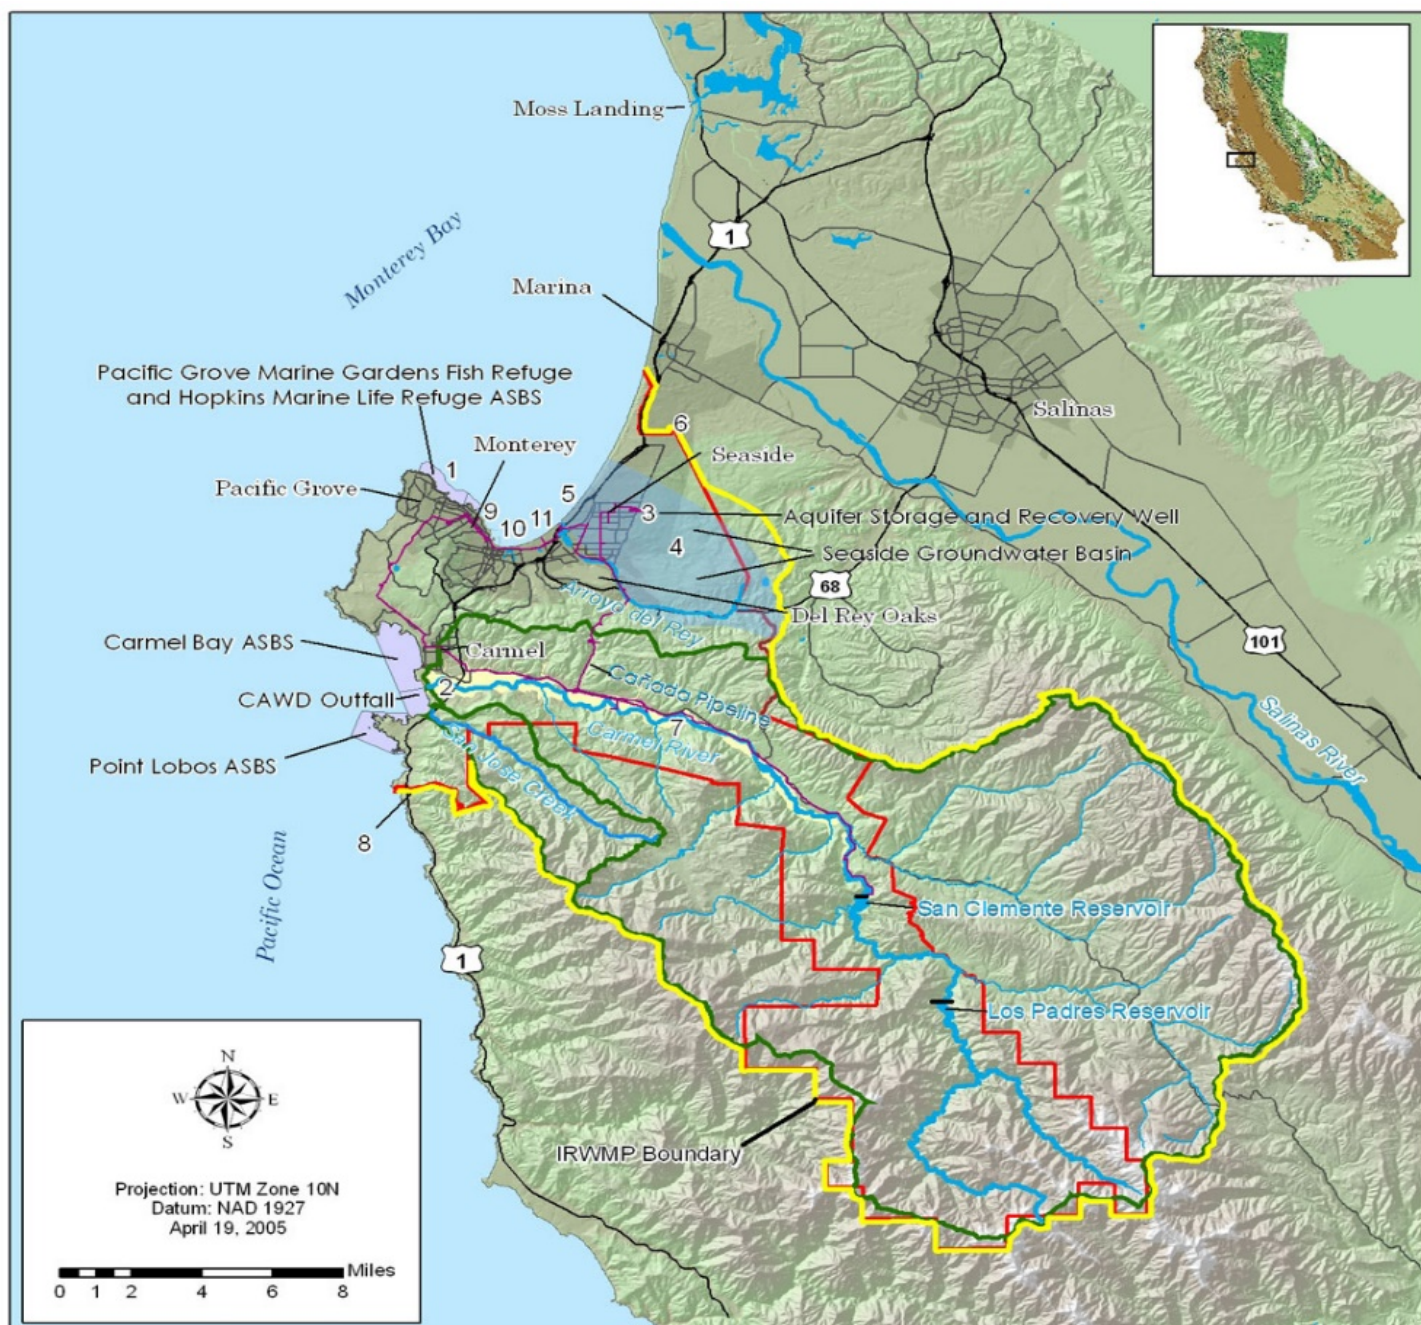 Moss Landing
1
Monterey Bay
Marina
Pacific Grove Marine Gardens Fish Refuge
and Hopkins Marine Life Refuge ASBS
Salinas
6
Monterey
Seaside
1
Pacific Grove
5
9
10
11
3
Aquifer Storage and Recovery Well
4
Seaside Groundwater Basin
68
Arroyo del Rey
Del Rey Oaks
Carmel Bay ASBS
Carmel
101
Cañada Pipeline
CAWD Outfall
2
Salinas River
7
Carmel River
San Jose Creek
Point Lobos ASBS
8
Pacific Ocean
San Clemente Reservoir
1
Los Padres Reservoir
N
W
E
S
IRWMP Boundary
Projection: UTM Zone 10N
Datum: NAD 1927
April 19, 2005
Miles
0 1 2 4 6 8